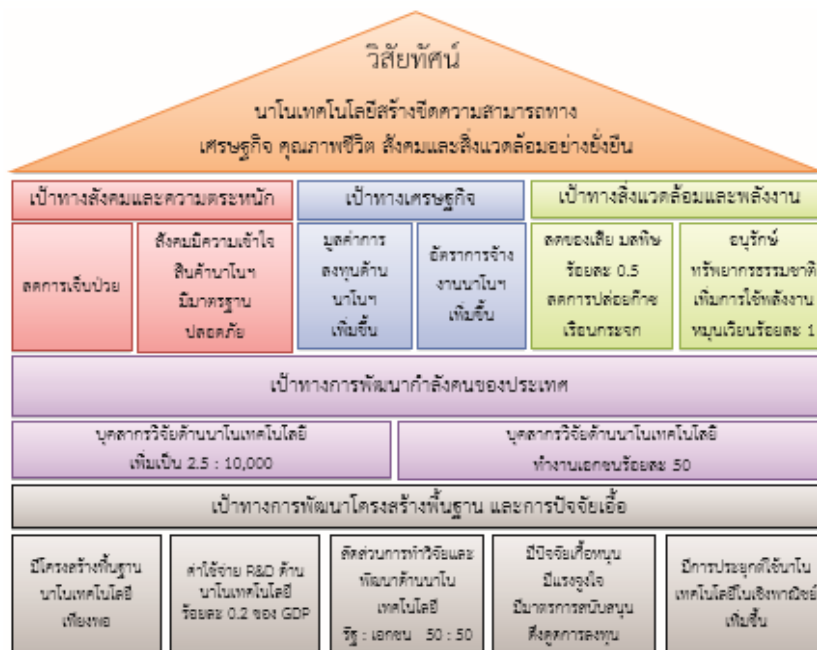 วิสัยทัศน์
นาโนเทคโนโลยีสร้างขีดความสามารถทาง
เศรษฐกิจ คุณภาพชีวิต สังคมและสิ่งแวดล้อมอย่างยั่งยืน
เป้าทางสังคมและความตระหนัก
เป้าทางเศรษฐกิจ
เป้าทางสิ่งแวดล้อมและพลังงาน
ลดการเจ็บป่วย
สังคมมีความเข้าใจ
สินค้านาโนฯ
มีมาตรฐาน
ปลอดภัย
มูลค่าการ
ลงทุนด้าน
นาโนฯ
เพิ่มขึ้น
อัตราการจ้าง
งานนาโนฯ
เพิ่มขึ้น
ลดของเสีย มลพิษ
ร้อยละ 0.5
ลดการปล่อยก๊าซ
เรือนกระจก
อนุรักษ์
ทรัพยากรธรรมชาติ
เพิ่มการใช้พลังงาน
หมุนเวียนร้อยละ 1
เป้าทางการพัฒนากำลังคนของประเทศ
บุคลากรวิจัยด้านนาโนเทคโนโลยี
เพิ่มเป็น 2.5 : 10,000
บุคลากรวิจัยด้านนาโนเทคโนโลยี
ทำงานเอกชนร้อยละ 50
เป้าทางการพัฒนาโครงสร้างพื้นฐาน และการปัจจัยเอื้อ
มีโครงสร้างพื้นฐาน
นาโนเทคโนโลยี
เพียงพอ
ค่าใช้จ่าย R&D ด้าน
นาโนเทคโนโลยี
ร้อยละ 0.2 ของ GDP
สัดส่วนการทำวิจัยและ
พัฒนาด้านนาโน
เทคโนโลยี
รัฐ : เอกชน 50 : 50
มีปัจจัยเกื้อหนุน
มีแรงจูงใจ
มีมาตรการสนับสนุน
ดึงดูดการลงทุน
มีการประยุกต์ใช้นาโน
เทคโนโลยีในเชิงพาณิชย์
เพิ่มขึ้น